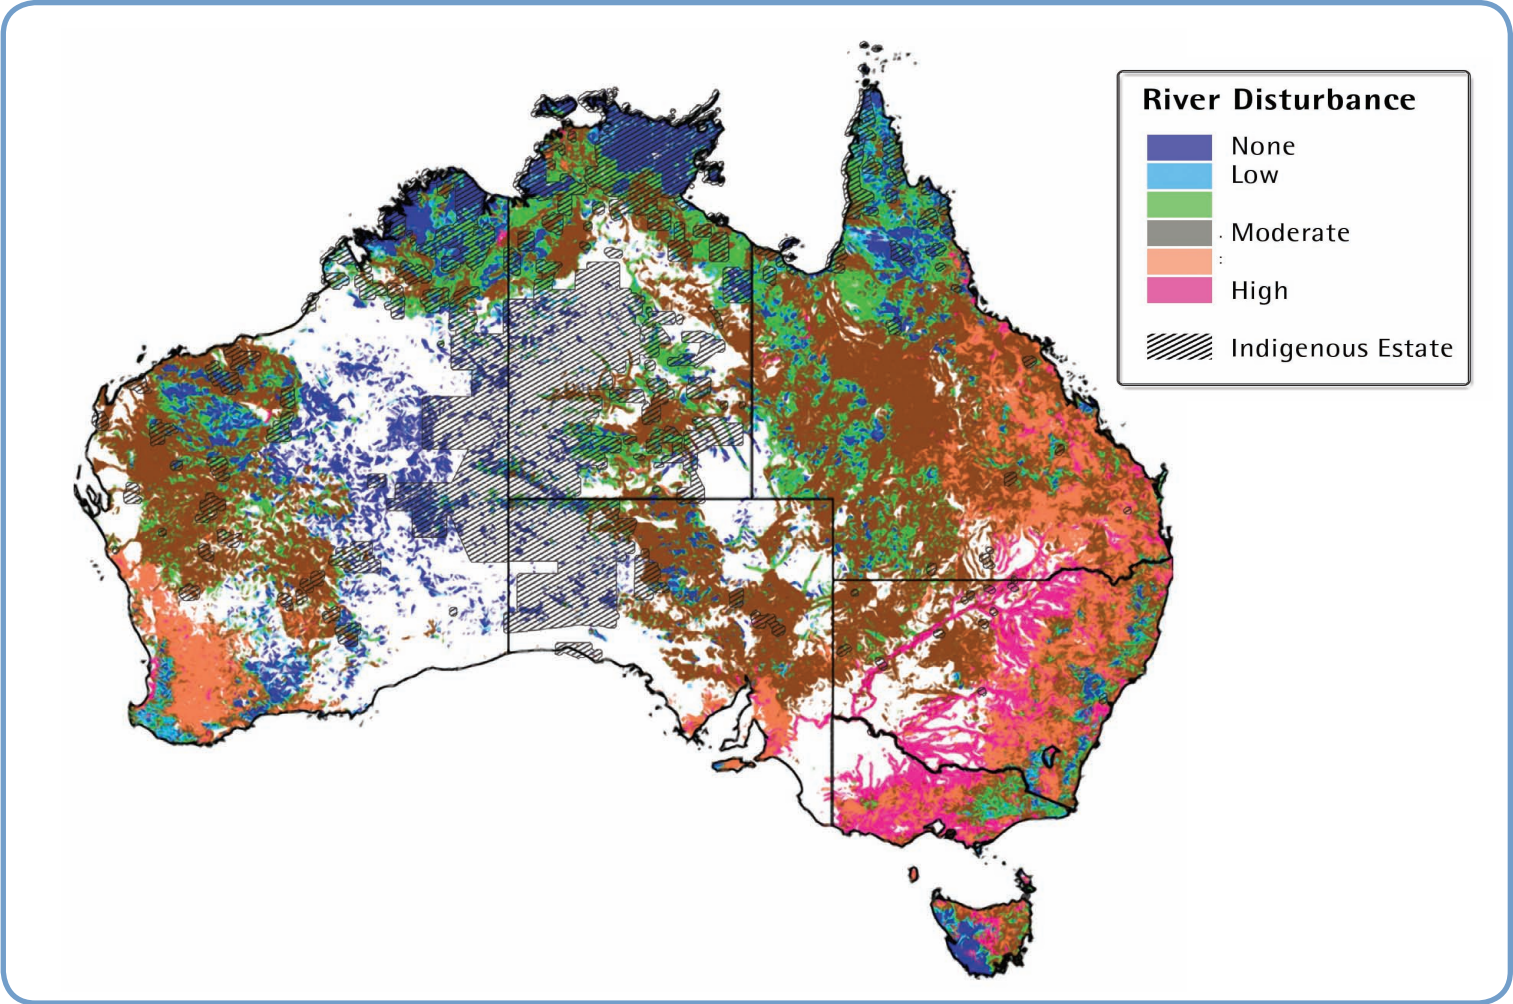 River Disturbance
None
Low
Moderate
High
Indigenous Estate